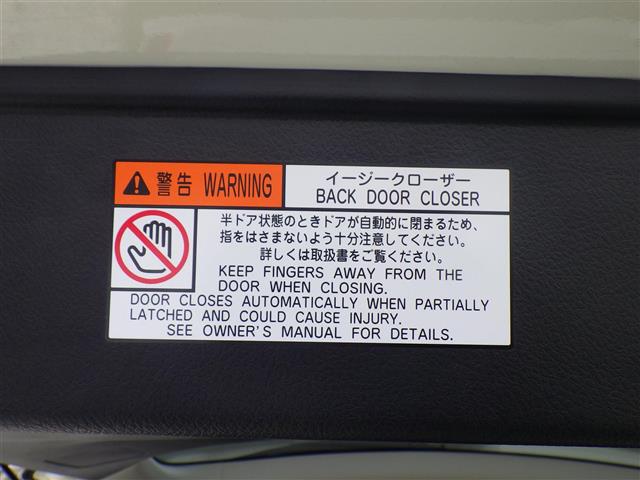 警告 WARNING
イージークローザー
BACK DOOR CLOSER
半ドア状態のときドアが自動的に閉まるため、
指をはさまないよう十分注意してください。
詳しくは取扱書をご覧ください。
KEEP FINGERS AWAY FROM THE
DOOR WHEN CLOSING.
DOOR CLOSES AUTOMATICALLY WHEN PARTIALLY
LATCHED AND COULD CAUSE INJURY.
SEE OWNER'S MANUAL FOR DETAILS.